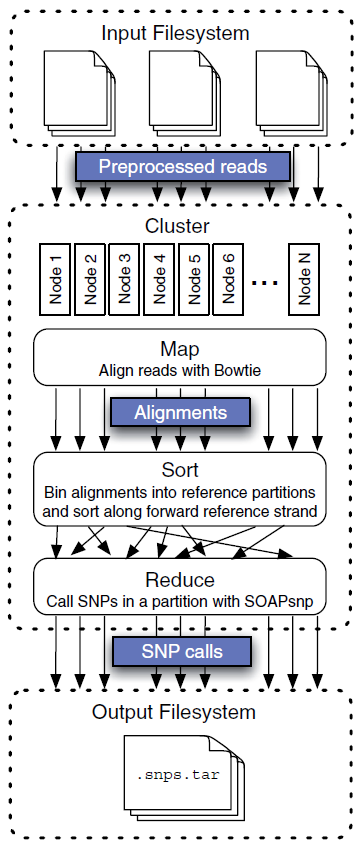 Input Filesystem
Preprocessed reads
Cluster
Node 1
Node 2
Node 3
Node 4
Node 5
Node 6
...
Node N
Map
Align reads with Bowtie
Alignments
Sort
Bin alignments into reference partitions
and sort along forward reference strand
Reduce
Call SNPs in a partition with SOAPsnp
SNP calls
Output Filesystem
.snps.tar